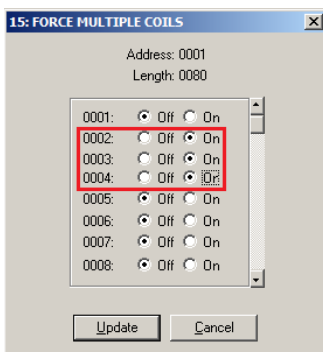 15: FORCE MULTIPLE COILS
Address: 0001
Length: 0080
0001: Off On
0002: Off On
0003: Off On
0004: Off On
0005: Off On
0006: Off On
0007: Off On
0008: Off On
Update Cancel